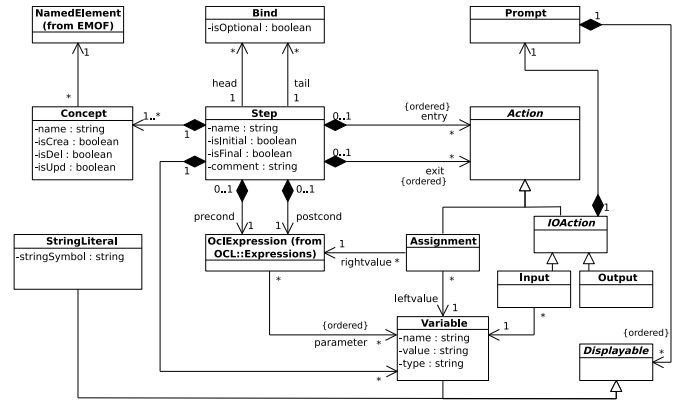 NamedElement
(from EMOF)
Bind
-isOptional : boolean
Prompt
1
1
*
*
*
1
head
tail
1
1
*
Concept
-name : string
-isCrea : boolean
-isDel : boolean
-isUpd : boolean
1..*
1
1
Step
-name : string
-isInitial : boolean
-isFinal : boolean
-comment : string
0..1
0..1
{ordered}
entry
*
*
exit
{ordered}
Action
0..1
0..1
precond
postcond
1
1
1
IOAction
StringLiteral
-stringSymbol : string
OclExpression (from
OCL::Expressions)
1
rightvalue *
Assignment
Input
Output
*
*
leftvalue
1
1
*
{ordered}
parameter
*
*
Variable
-name : string
-value : string
-type : string
{ordered}
*
Displayable